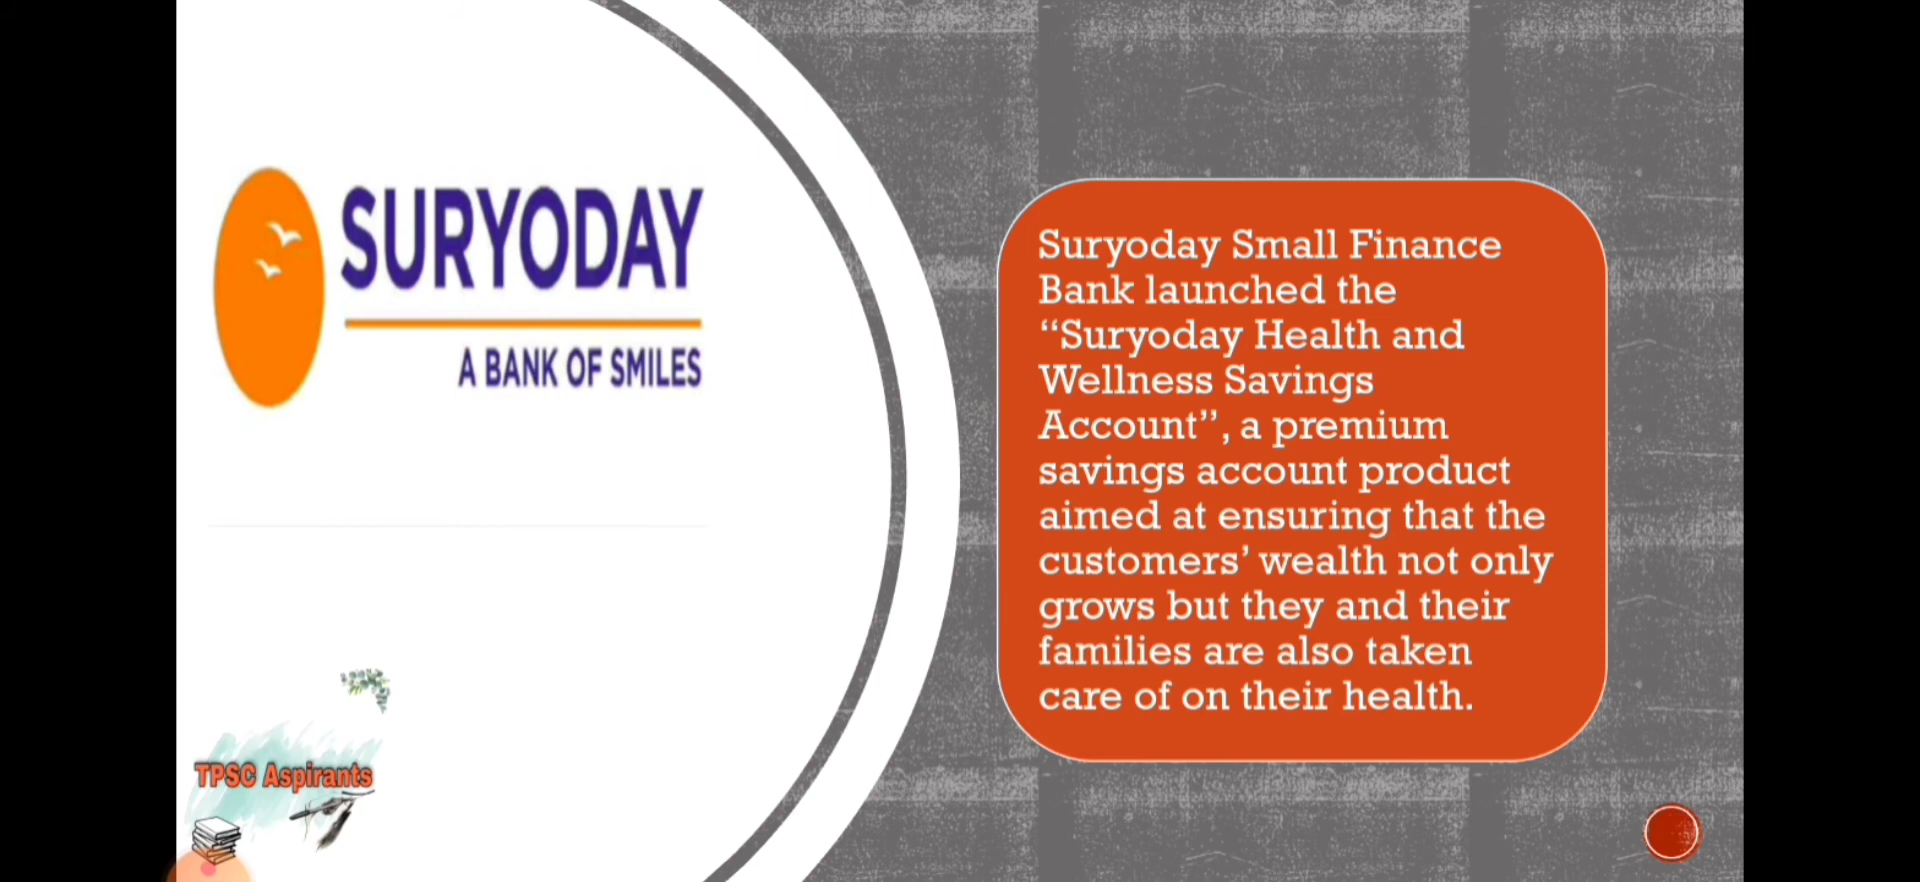 SURYODAY
A BANK OF SMILES
Suryoday Small Finance
Bank launched the
“Suryoday Health and
Wellness Savings
Account”, a premium
savings account product
aimed at ensuring that the
customers’ wealth not only
grows but they and their
families are also taken
care of on their health.
TPSC Aspirants